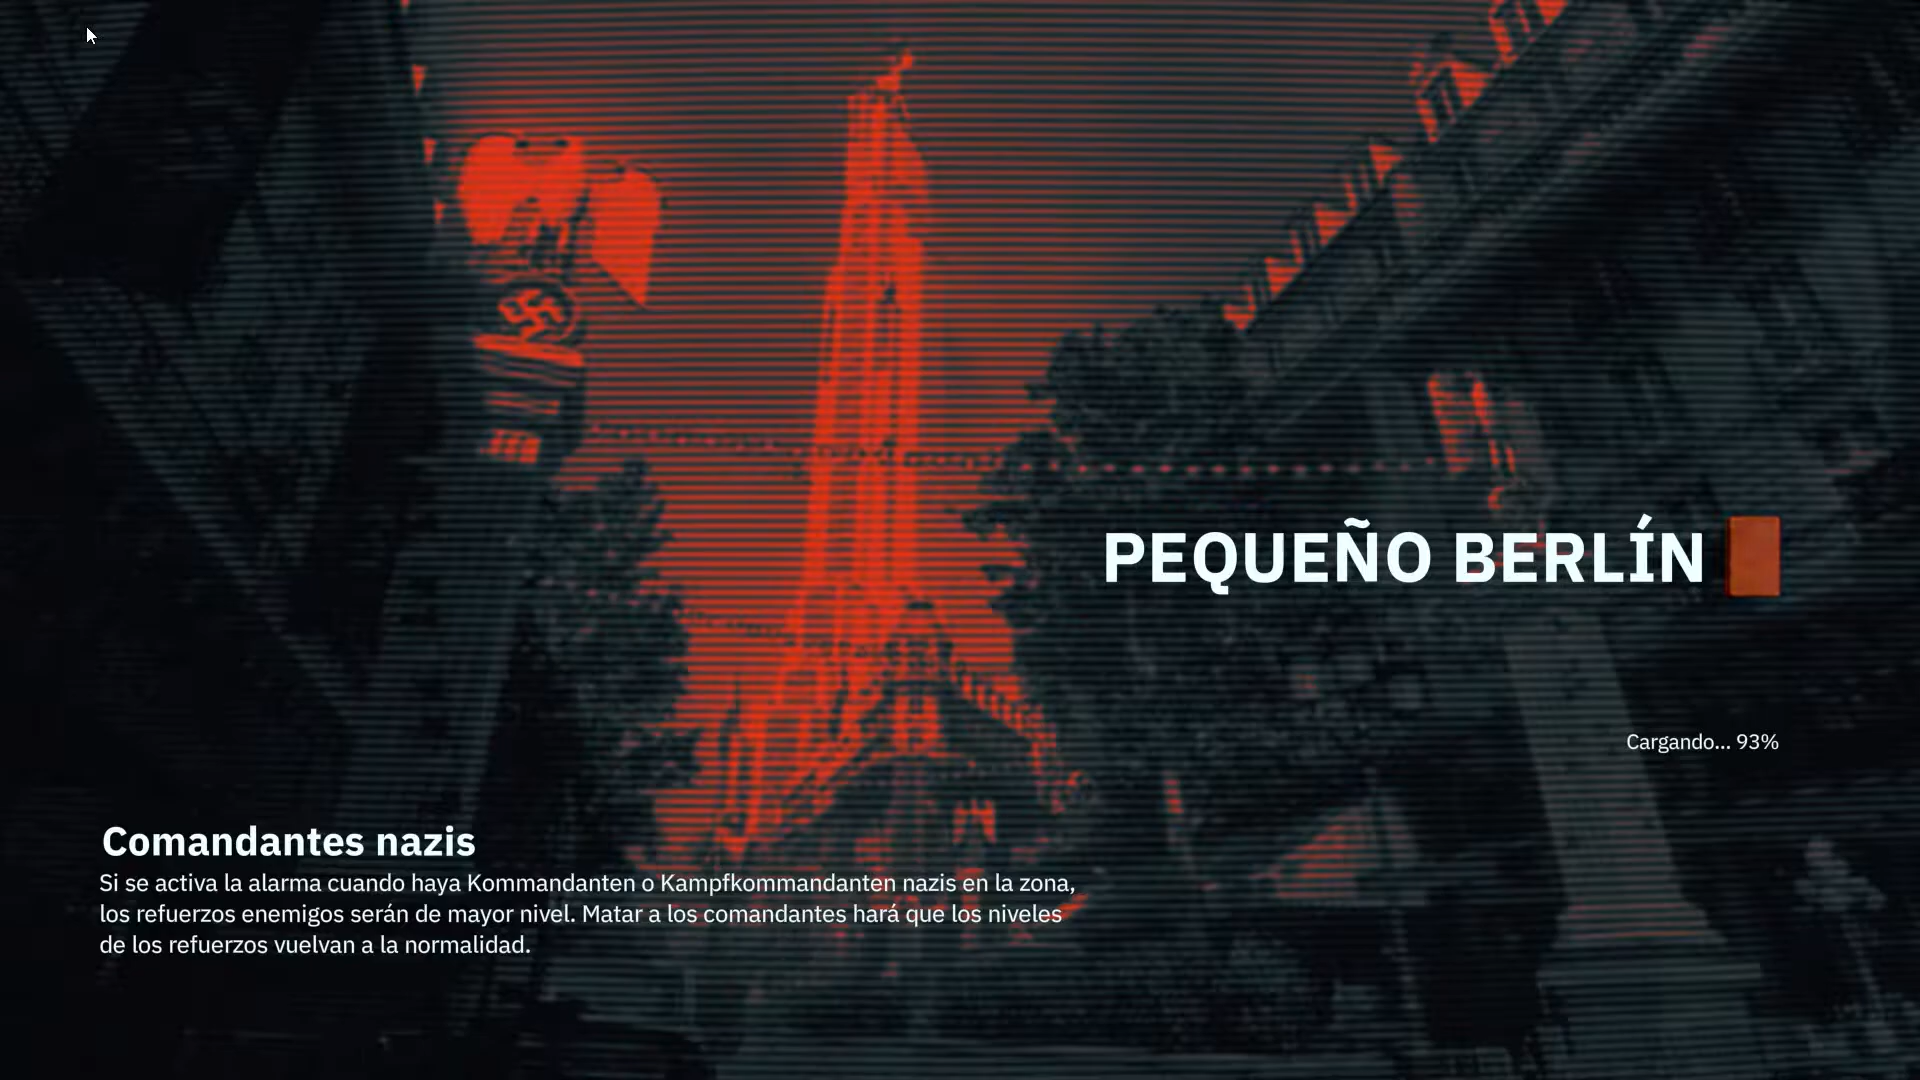 PEQUEÑO BERLÍN
Cargando... 93%
Comandantes nazis
Si se activa la alarma cuando haya Kommandanten o Kampfkommandanten nazis en la zona,
los refuerzos enemigos serán de mayor nivel. Matar a los comandantes hará que los niveles
de los refuerzos vuelvan a la normalidad.